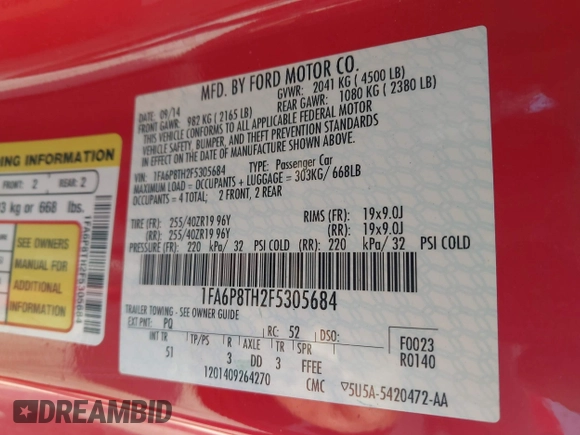 MFD. BY FORD MOTOR CO.
DATE: 09/14 GVWR: 2041 KG ( 4500 LB)
FRONT GAWR: 982 KG ( 2165 LB) REAR GAWR: 1080 KG ( 2380 LB)
THIS VEHICLE CONFORMS TO ALL APPLICABLE FEDERAL MOTOR
VEHICLE SAFETY, BUMPER, AND THEFT PREVENTION STANDARDS
IN EFFECT ON THE DATE OF MANUFACTURE SHOWN ABOVE.
VIN: 1FA6P8TH2F5305684 TYPE: Passenger Car
MAXIMUM LOAD = OCCUPANTS + LUGGAGE = 303KG/ 668LB
OCCUPANTS = 4 TOTAL; 2 FRONT, 2 REAR
TIRE (FR): 255/40ZR19 96Y RIMS (FR): 19x9.0J
(RR): 255/40ZR19 96Y (RR): 19x9.0J
PRESSURE (FR): 220 kPa/ 32 PSI COLD (RR): 220 kPa/ 32 PSI COLD
1FA6P8TH2F5305684
TRAILER TOWING - SEE OWNER GUIDE
EXT PNT: PQ RC: 52 DSO:
INT TR TP/PS R AXLE TR SPR
51 3 DD 3 FFEE
F0023
R0140
1201409264270 CMC 5U5A-5420472-AA
ING INFORMATION
FRONT: 2 REAR: 2
03 kg or 668 lbs.
SEE OWNERS
MANUAL FOR
ADDITIONAL
INFORMATION
1FA6P8TH2F5305684
DREAMBID